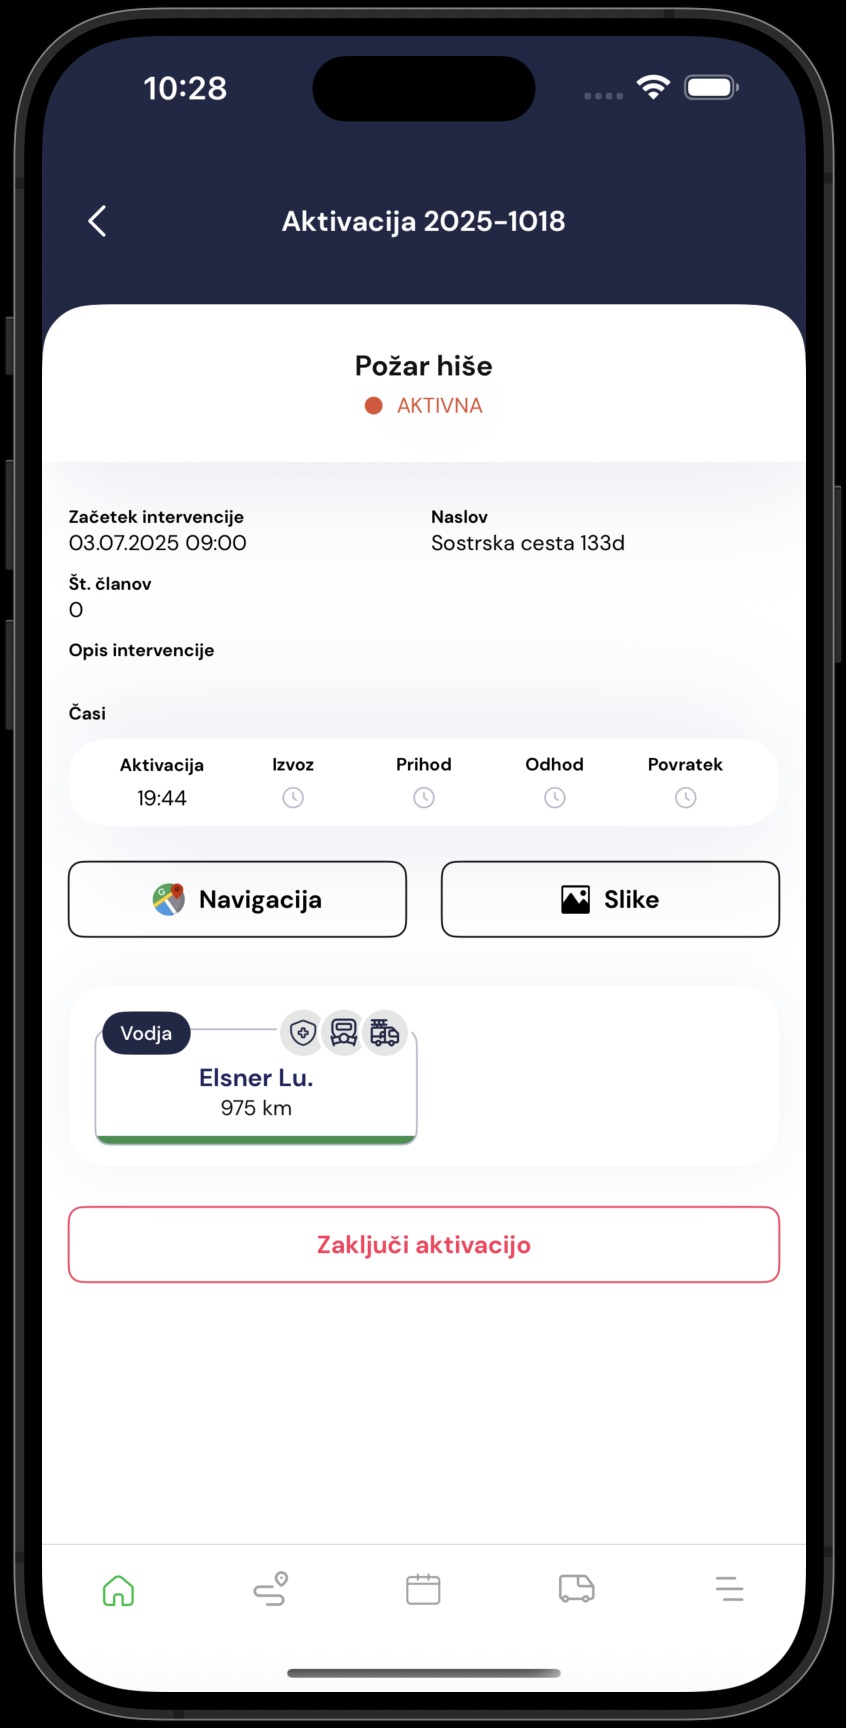 10:28
Aktivacija 2025-1018
Požar hiše
AKTIVNA
Začetek intervencije
03.07.2025 09:00
Naslov
Sostrska cesta 133d
Št. članov
0
Opis intervencije
Časi
Aktivacija Izvoz Prihod Odhod Povratek
19:44
Navigacija
Slike
Vodja
Elsner Lu.
975 km
Zaključi aktivacijo